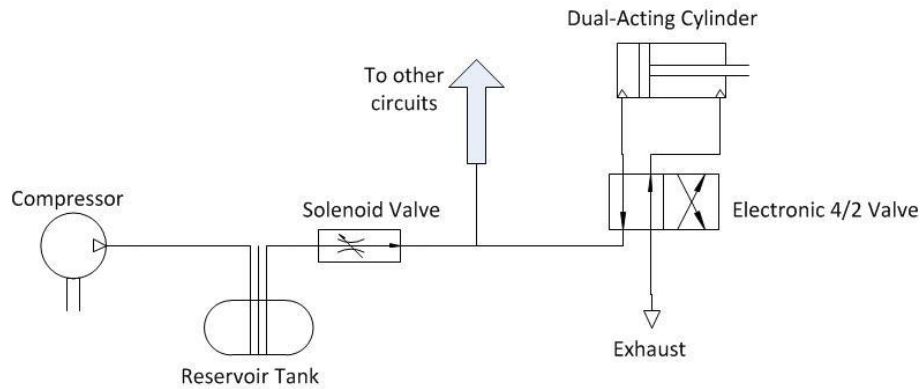 Dual-Acting Cylinder
To other
circuits
Compressor
Solenoid Valve
Electronic 4/2 Valve
Exhaust
Reservoir Tank